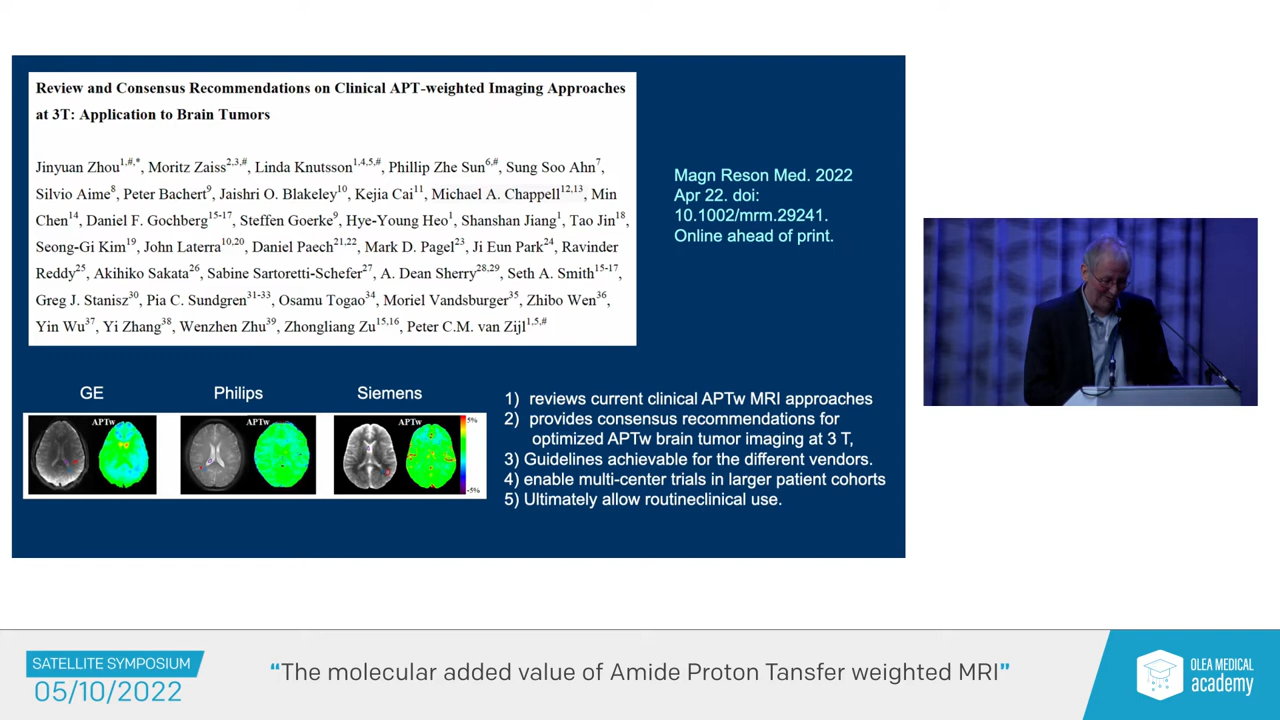 Review and Consensus Recommendations on Clinical APT-weighted Imaging Approaches
at 3T: Application to Brain Tumors
Jinyuan Zhou1,#,*, Moritz Zaiss2,3,#, Linda Knutsson1,4,5,#, Phillip Zhe Sun6,#, Sung Soo Ahn7,
Silvio Aime8, Peter Bachert9, Jaishri O. Blakeley10, Kejia Cai11, Michael A. Chappell12,13, Min
Chen14, Daniel F. Gochberg15-17, Steffen Goerke9, Hye-Young Heo1, Shanshan Jiang1, Tao Jin18,
Seong-Gi Kim19, John Laterra10,20, Daniel Paech21,22, Mark D. Pagel23, Ji Eun Park24, Ravinder
Reddy25, Akihiko Sakata26, Sabine Sartoretti-Schefer27, A. Dean Sherry28,29, Seth A. Smith15-17,
Greg J. Stanisz30, Pia C. Sundgren31-33, Osamu Togao34, Moriel Vandsburger35, Zhibo Wen36,
Yin Wu37, Yi Zhang38, Wenzhen Zhu39, Zhongliang Zu15,16, Peter C.M. van Zijl1,5,#
Magn Reson Med. 2022
Apr 22. doi:
10.1002/mrm.29241.
Online ahead of print.
GE
Philips
Siemens
APTw
APTw
APTw
5%
-5%
1) reviews current clinical APTw MRI approaches
2) provides consensus recommendations for
optimized APTw brain tumor imaging at 3 T,
3) Guidelines achievable for the different vendors.
4) enable multi-center trials in larger patient cohorts
5) Ultimately allow routineclinical use.
SATELLITE SYMPOSIUM
05/10/2022
“The molecular added value of Amide Proton Tansfer weighted MRI”
OLEA MEDICAL
academy